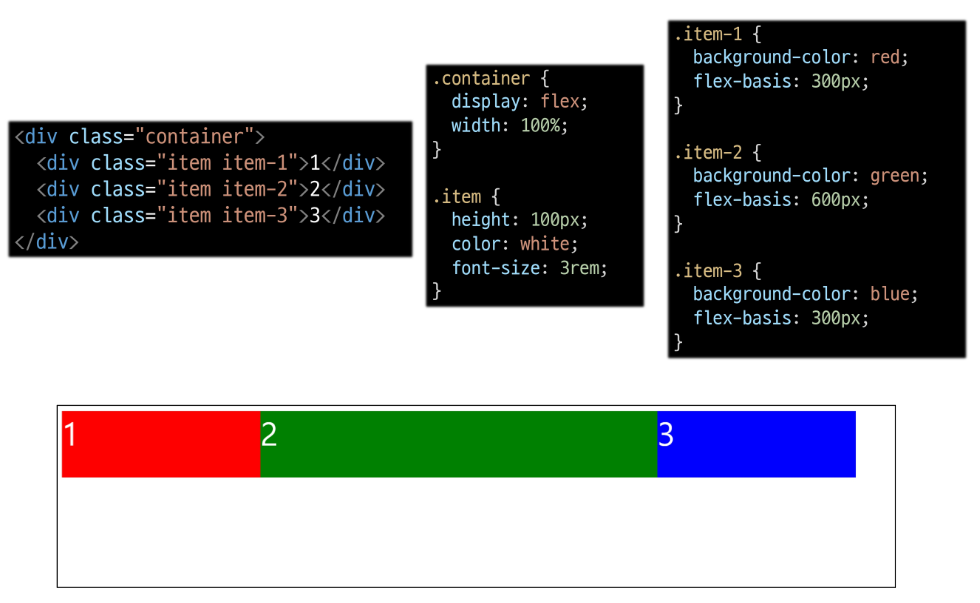 <div class="container">
  <div class="item item-1">1</div>
  <div class="item item-2">2</div>
  <div class="item item-3">3</div>
</div>
.container {
  display: flex;
  width: 100%;
}
.item {
  height: 100px;
  color: white;
  font-size: 3rem;
}
.item-1 {
  background-color: red;
  flex-basis: 300px;
}
.item-2 {
  background-color: green;
  flex-basis: 600px;
}
.item-3 {
  background-color: blue;
  flex-basis: 300px;
}
1 2 3